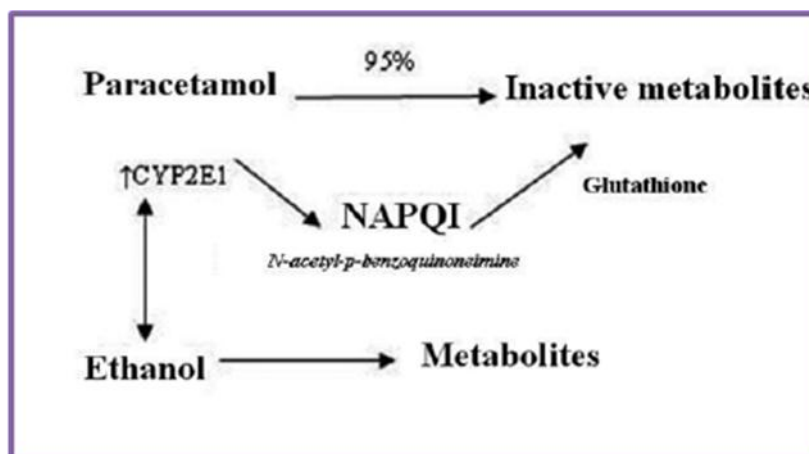 95%
Paracetamol
Inactive metabolites
↑CYP2E1
Glutathione
NAPQI
N-acetyl-p-benzoquinoneimine
Ethanol
Metabolites